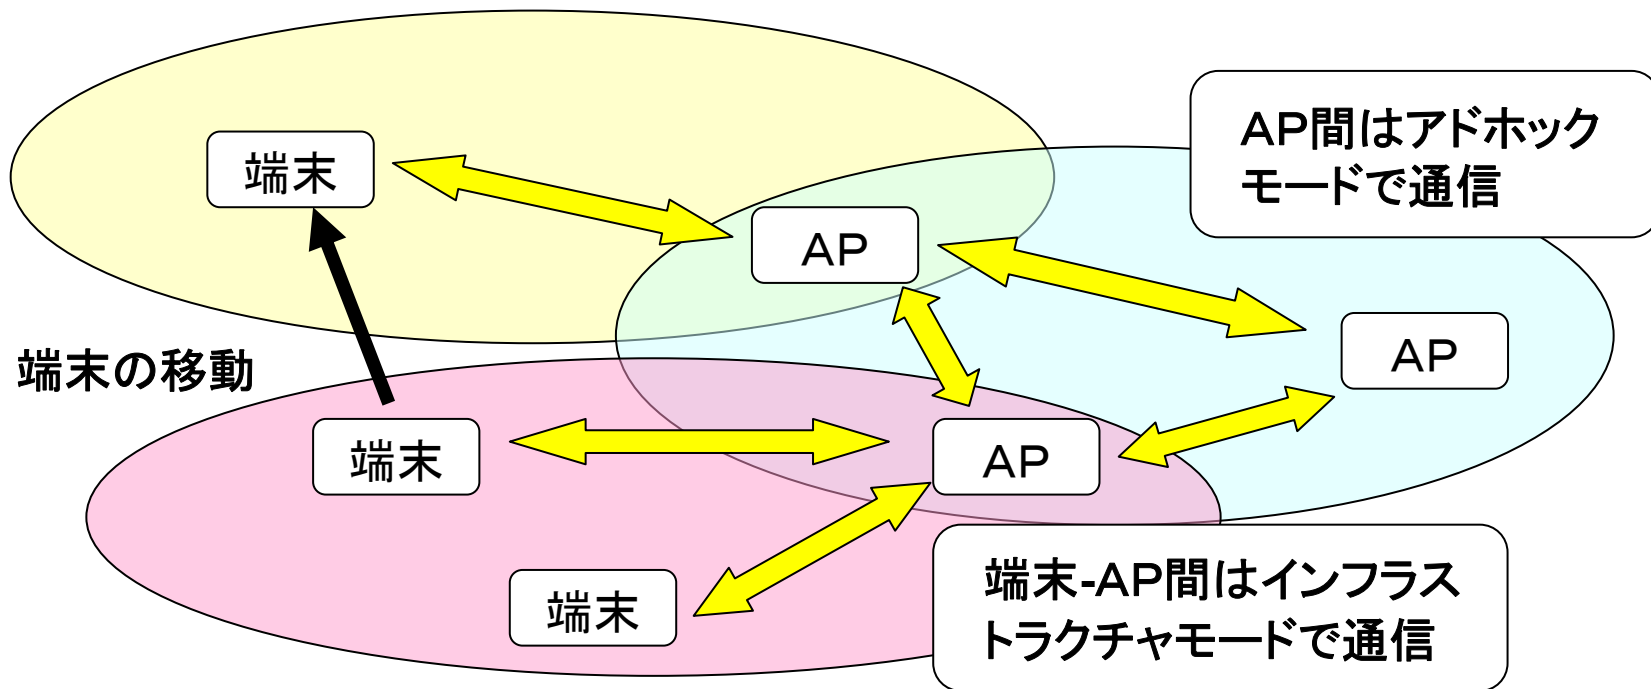 AP間はアドホック
モードで通信
端末
AP
AP
端末の移動
端末
AP
端末
端末-AP間はインフラス
トラクチャモードで通信